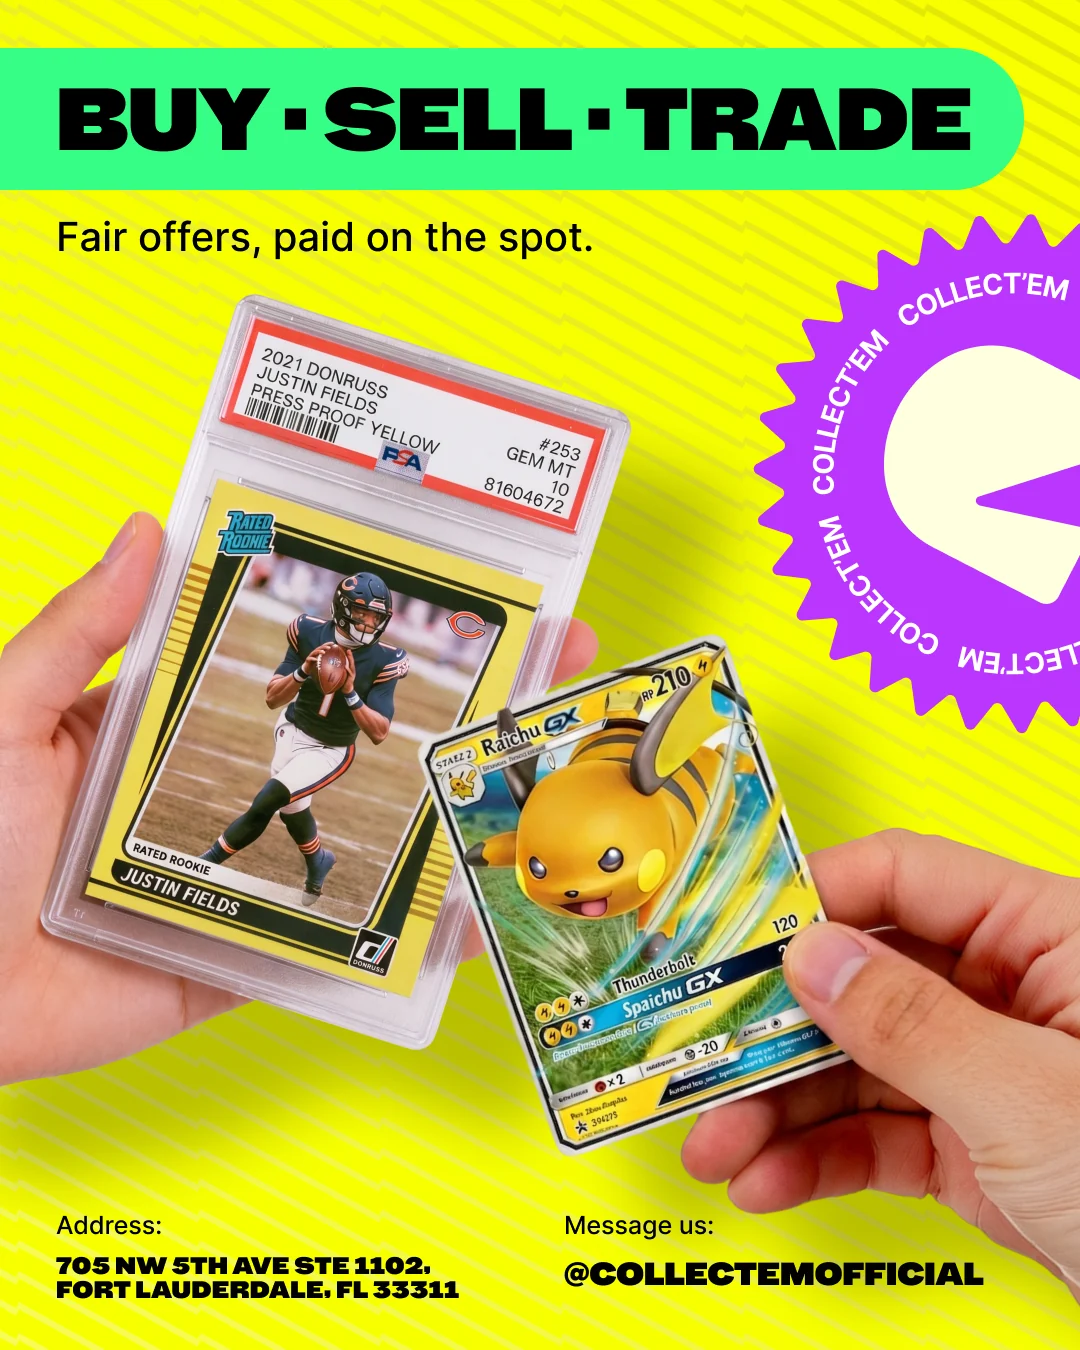 BUY · SELL · TRADE
Fair offers, paid on the spot.
COLLECT'EM COLLECT'EM COLLECT'EM COLLECT'EM
2021 DONRUSS
JUSTIN FIELDS
PRESS PROOF YELLOW
#253
GEM MT
10
81604672
PSA
RATED
ROOKIE
C
1
RATED ROOKIE
JUSTIN FIELDS
DONRUSS
210
Raichu GX
120
Thunderbolt
Spaichu GX
-20
×2
394275
Address:
705 NW 5TH AVE STE 1102,
FORT LAUDERDALE, FL 33311
Message us:
@COLLECTEMOFFICIAL